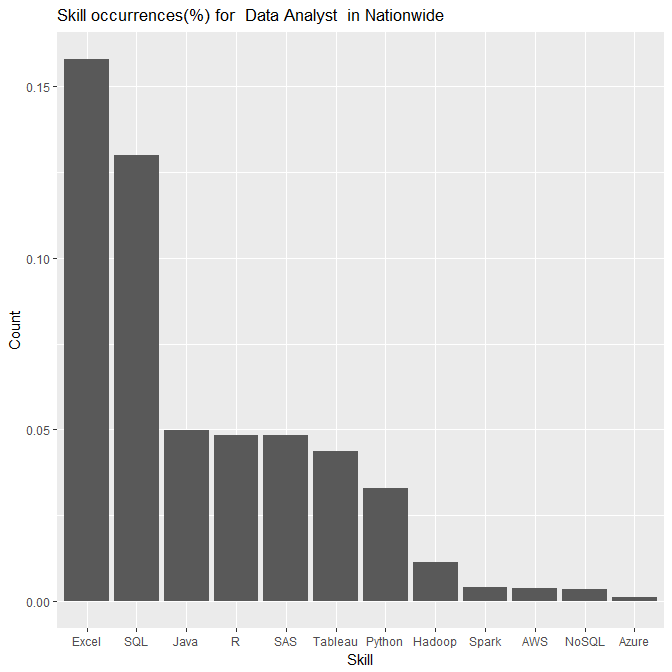 Skill occurrences(%) for  Data Analyst  in Nationwide
0.15
0.10
0.05
0.00
Count
Excel SQL Java R SAS Tableau Python Hadoop Spark AWS NoSQL Azure
Skill